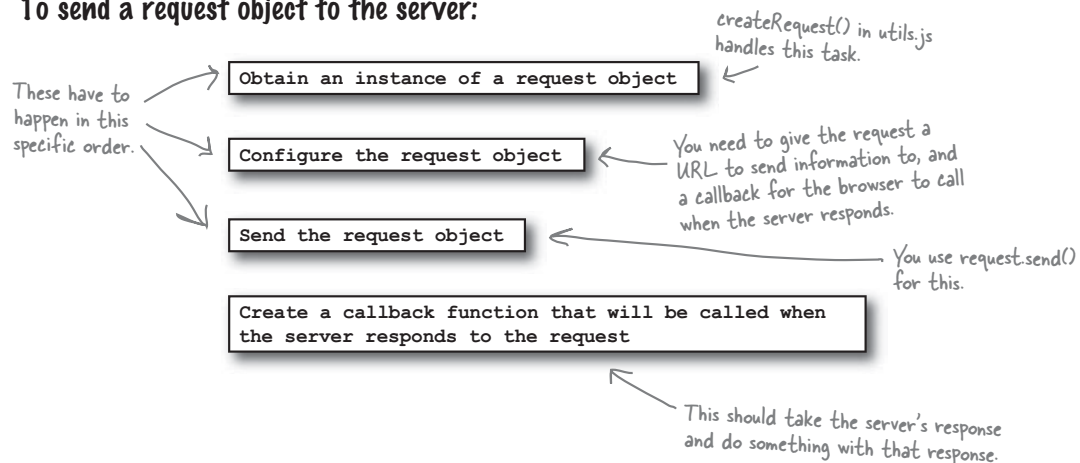 To send a request object to the server:
createRequest() in utils.js
handles this task.
Obtain an instance of a request object
These have to
happen in this
specific order.
Configure the request object
You need to give the request a
URL to send information to, and
a callback for the browser to call
when the server responds.
Send the request object
You use request.send()
for this.
Create a callback function that will be called when
the server responds to the request
This should take the server's response
and do something with that response.